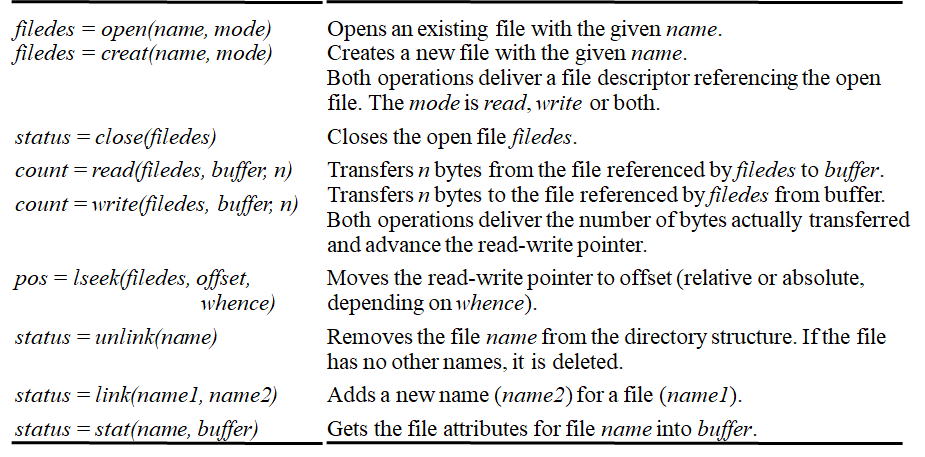 filedes = open(name, mode) Opens an existing file with the given name.
filedes = creat(name, mode) Creates a new file with the given name.
Both operations deliver a file descriptor referencing the open
file. The mode is read, write or both.
status = close(filedes) Closes the open file filedes.
count = read(filedes, buffer, n) Transfers n bytes from the file referenced by filedes to buffer.
count = write(filedes, buffer, n) Transfers n bytes to the file referenced by filedes from buffer.
Both operations deliver the number of bytes actually transferred
and advance the read-write pointer.
pos = lseek(filedes, offset, Moves the read-write pointer to offset (relative or absolute,
whence) depending on whence).
status = unlink(name) Removes the file name from the directory structure. If the file
has no other names, it is deleted.
status = link(name1, name2) Adds a new name (name2) for a file (name1).
status = stat(name, buffer) Gets the file attributes for file name into buffer.